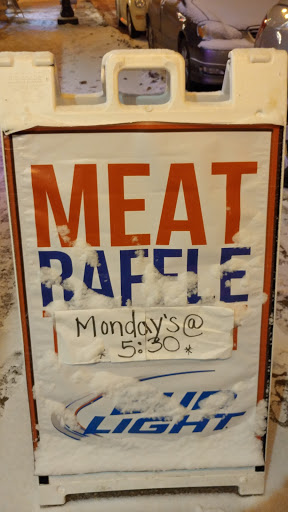 MEAT
RAFFLE
Monday's @
* 5:30 *
BUD
LIGHT